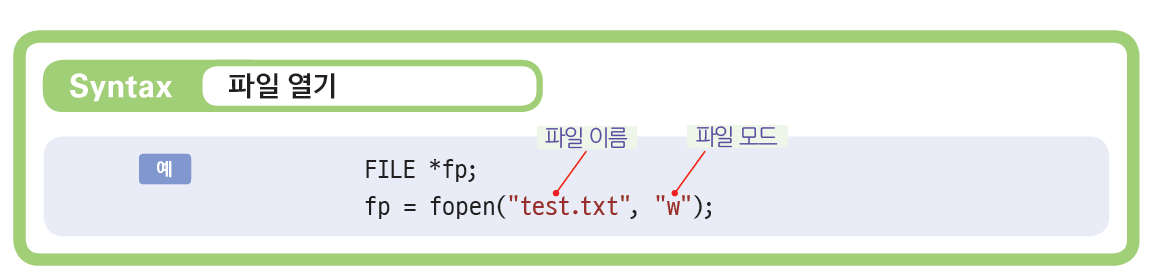 Syntax 파일 열기
파일 이름 파일 모드
예 FILE *fp;
fp = fopen("test.txt", "w");